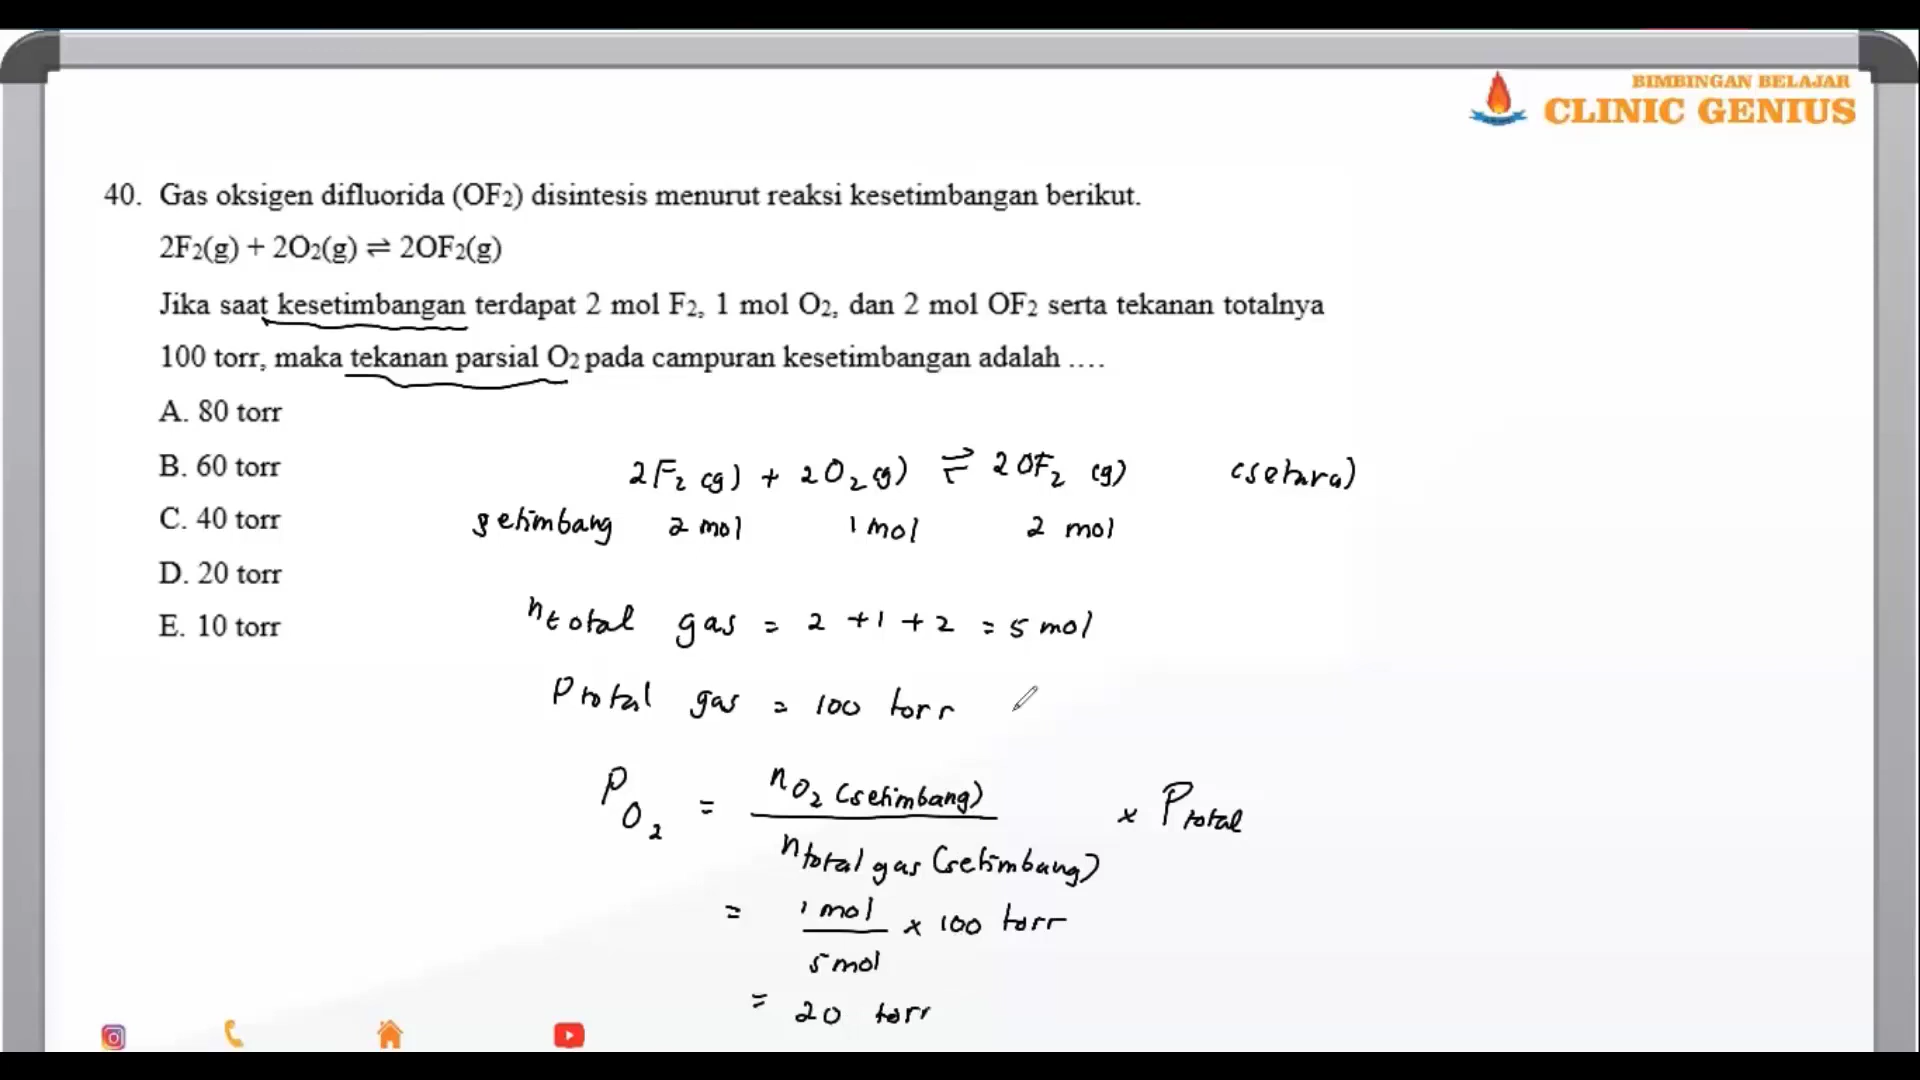 BIMBINGAN BELAJAR
CLINIC GENIUS
40. Gas oksigen difluorida (OF2) disintesis menurut reaksi kesetimbangan berikut.
2F2(g) + 2O2(g) ⇌ 2OF2(g)
Jika saat kesetimbangan terdapat 2 mol F2, 1 mol O2, dan 2 mol OF2 serta tekanan totalnya
100 torr, maka tekanan parsial O2 pada campuran kesetimbangan adalah ….
A. 80 torr
B. 60 torr
C. 40 torr
D. 20 torr
E. 10 torr
2F2 (g) + 2O2 (g) ⇌ 2 OF2 (g) (setara)
setimbang 2 mol 1 mol 2 mol
ntotal gas = 2 + 1 + 2 = 5 mol
Ptotal gas = 100 torr
PO2 = nO2 (setimbang) × Ptotal
ntotal gas (setimbang)
= 1 mol × 100 torr
5 mol
= 20 torr